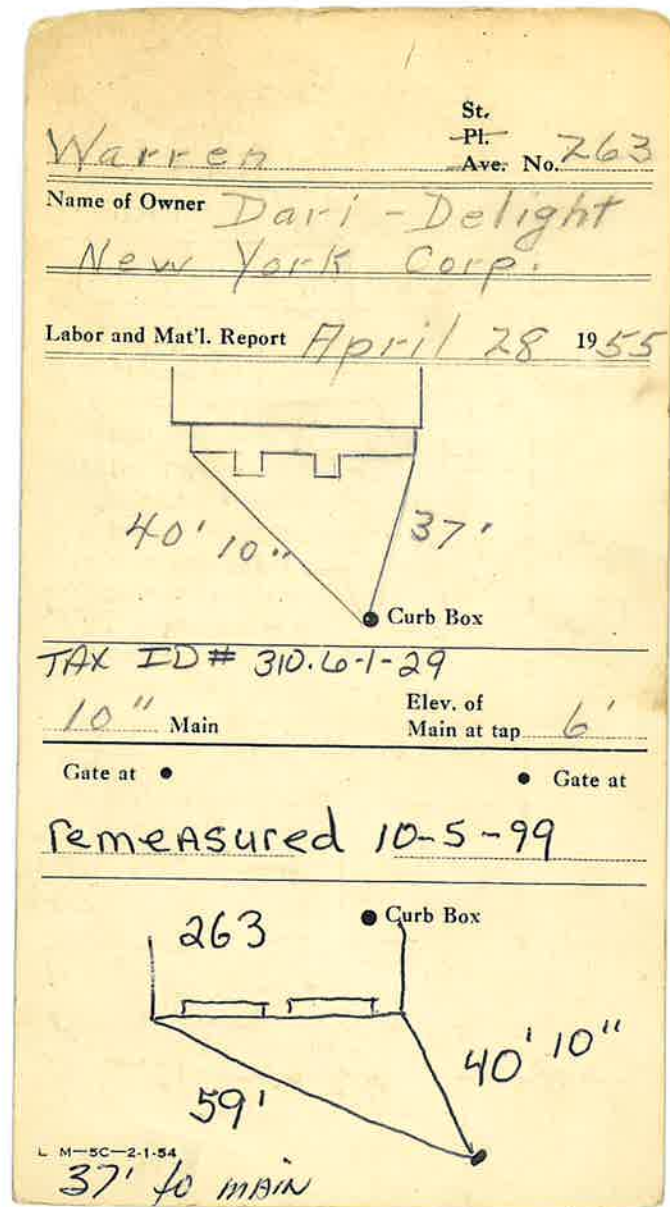 St.
Pl.
Warren Ave. No. 263
Name of Owner Dari - Delight
New York Corp.
Labor and Mat'l. Report April 28 1955
40' 10" 37'
Curb Box
TAX ID# 310.6-1-29
10" Main Elev. of Main at tap 6'
Gate at Gate at
remeasured 10-5-99
263 Curb Box
40' 10"
59'
L M—5C—2-1-54
37' to MAIN